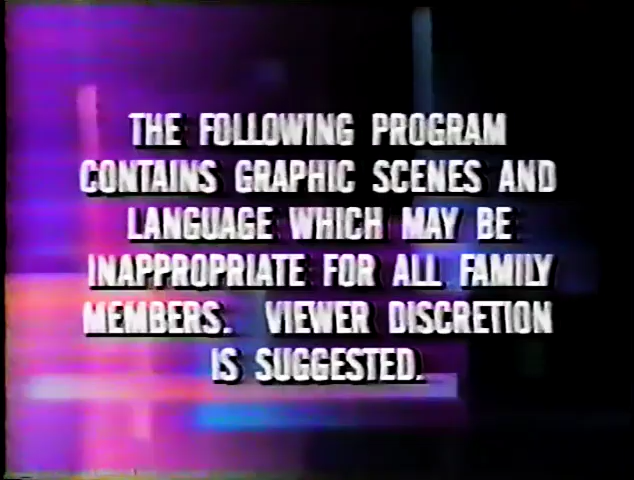 THE FOLLOWING PROGRAM
CONTAINS GRAPHIC SCENES AND
LANGUAGE WHICH MAY BE
INAPPROPRIATE FOR ALL FAMILY
MEMBERS. VIEWER DISCRETION
IS SUGGESTED.